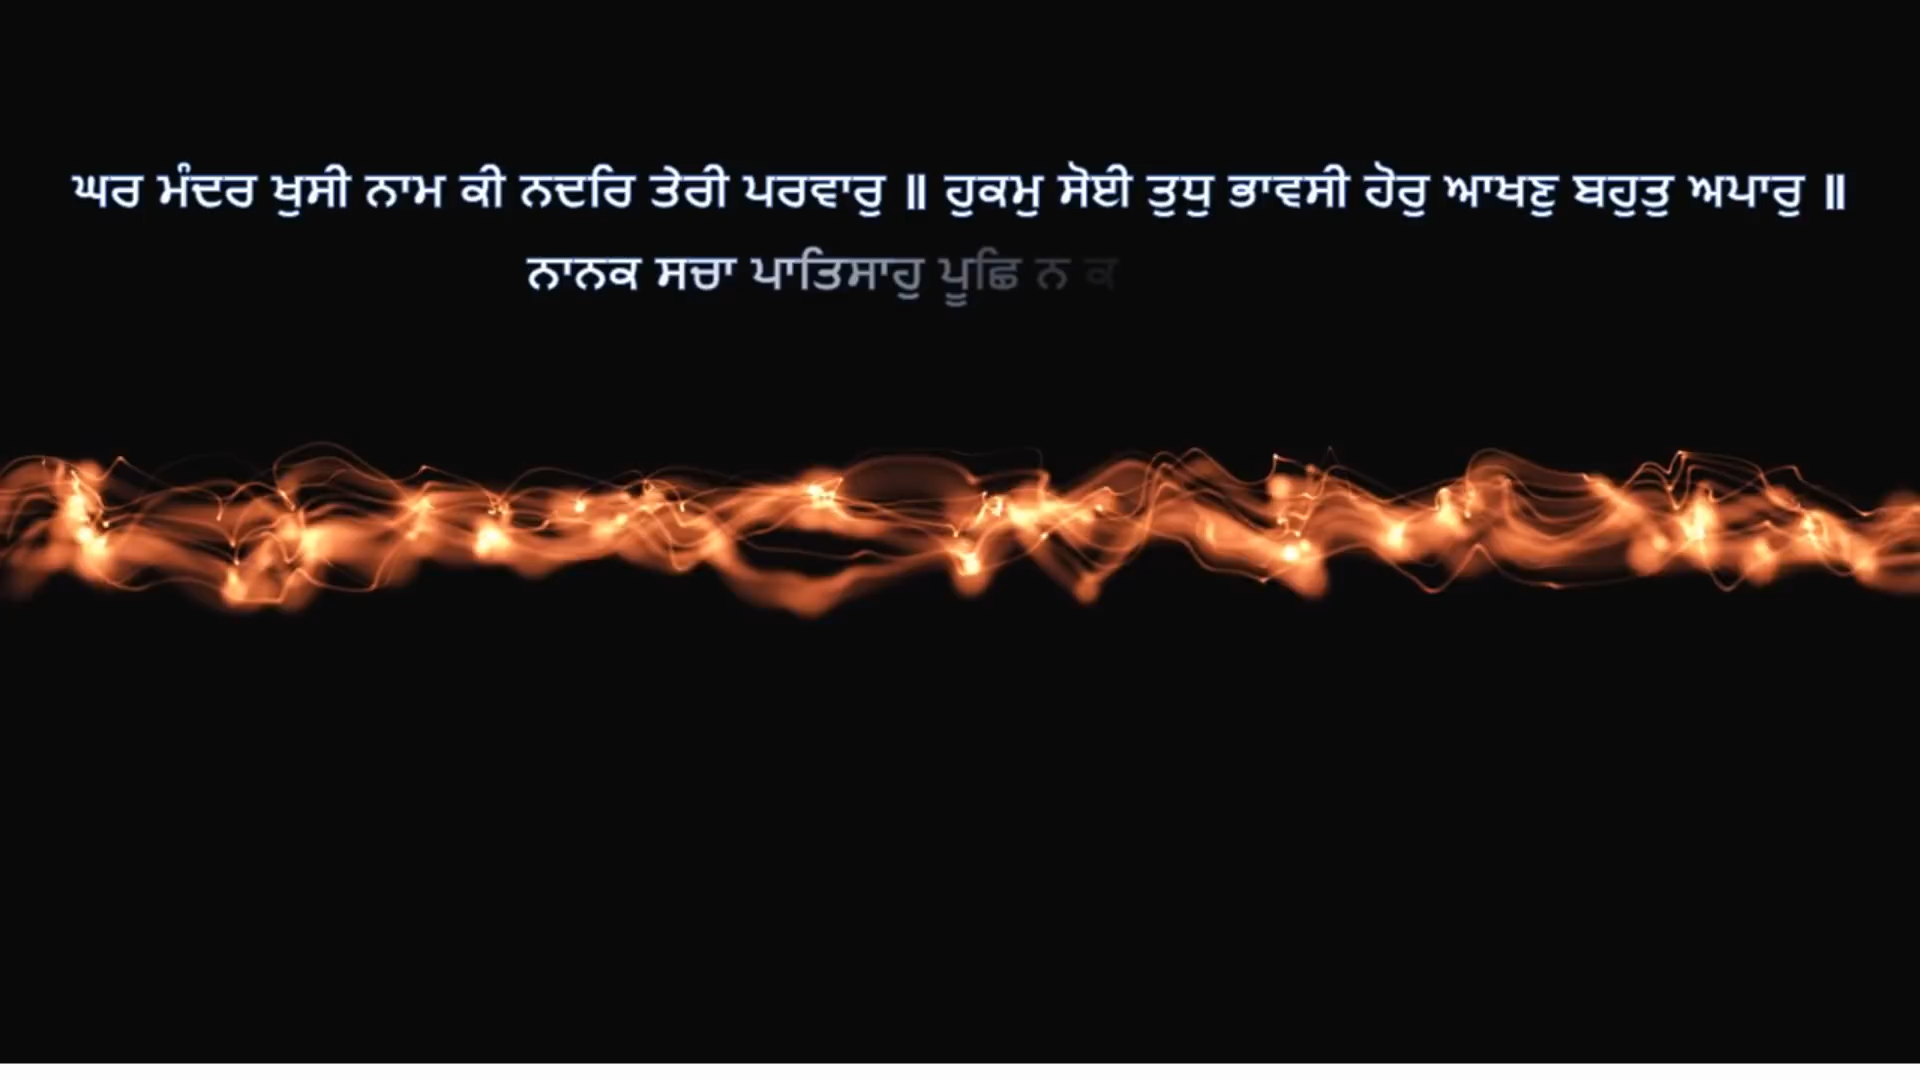 ਘਰ ਮੰਦਰ ਖੁਸੀ ਨਾਮ ਕੀ ਨਦਰਿ ਤੇਰੀ ਪਰਵਾਰੁ ॥ ਹੁਕਮੁ ਸੋਈ ਤੁਧੁ ਭਾਵਸੀ ਹੋਰੁ ਆਖਣੁ ਬਹੁਤੁ ਅਪਾਰੁ ॥
ਨਾਨਕ ਸਚਾ ਪਾਤਿਸਾਹੁ ਪੂਛਿ ਨ ਕ